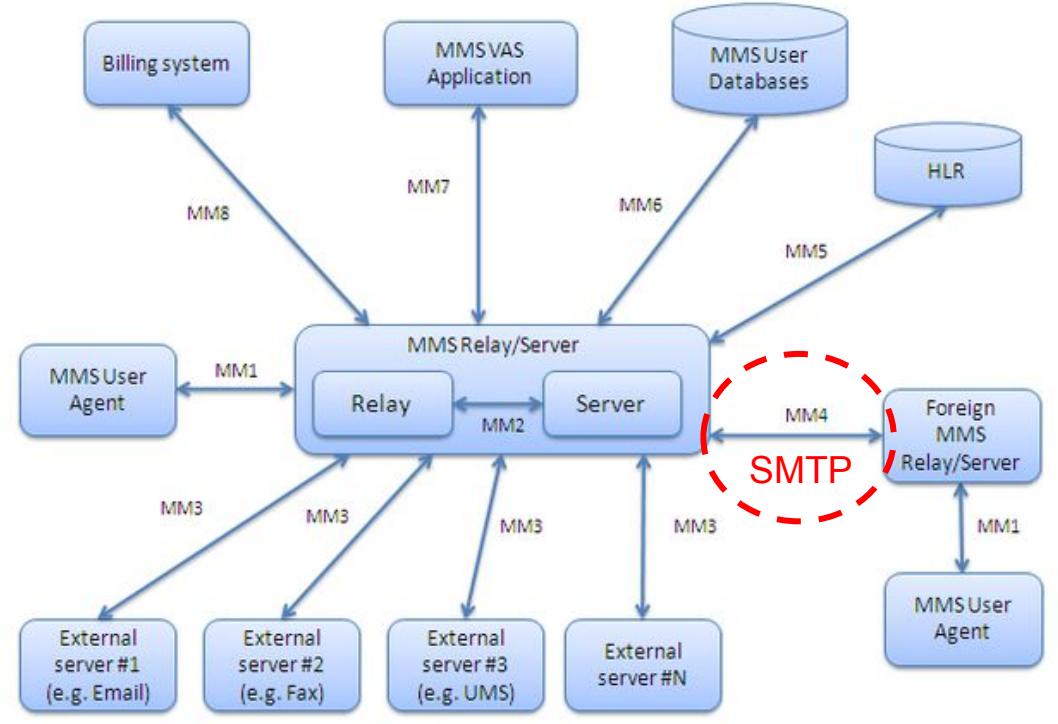 Billing system
MMS VAS
Application
MMS User
Databases
HLR
MM8
MM7
MM6
MM5
MMS Relay/Server
Relay
MM2
Server
MMS User
Agent
MM1
MM4
SMTP
Foreign
MMS
Relay/Server
MM1
MMS User
Agent
MM3
MM3
MM3
MM3
External
server #1
(e.g. Email)
External
server #2
(e.g. Fax)
External
server #3
(e.g. UMS)
External
server #N